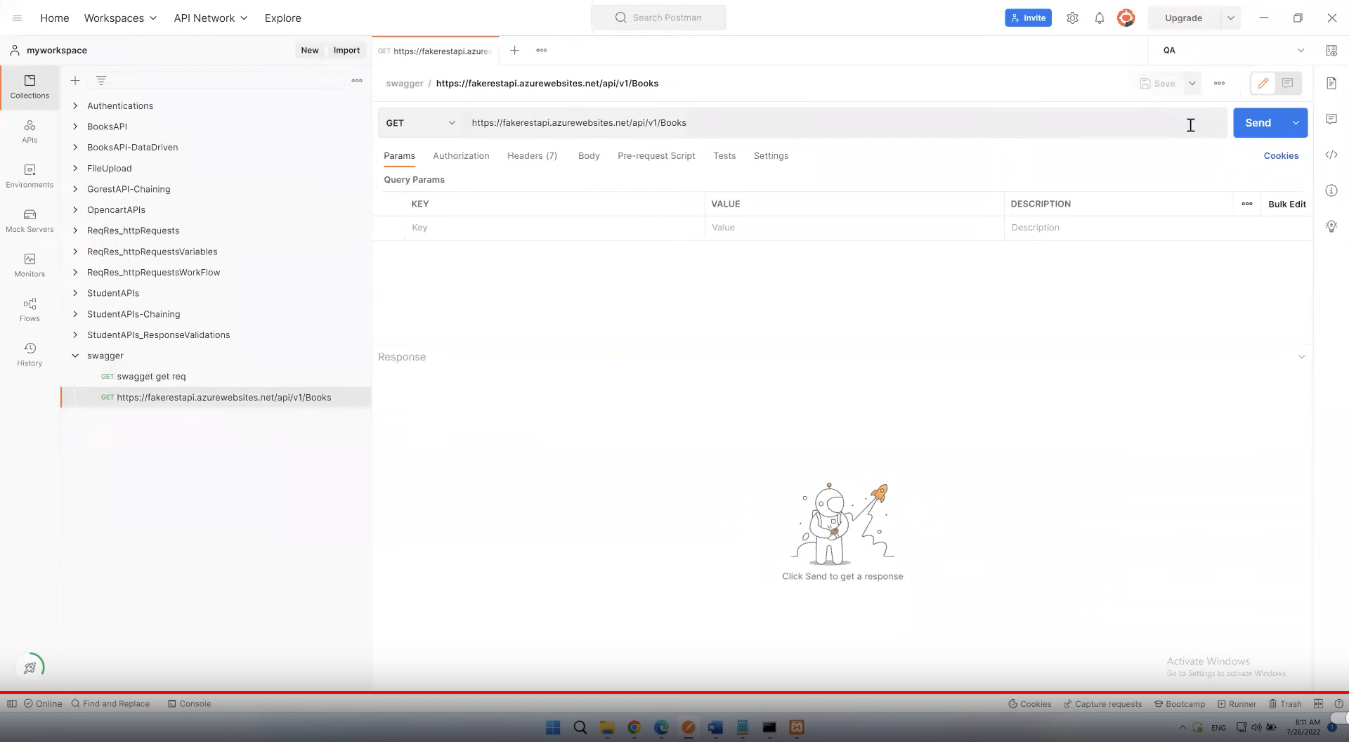 Home Workspaces API Network Explore Search Postman Invite Upgrade
myworkspace New Import GET https://fakerestapi.azure QA
Collections
APIs
Environments
Mock Servers
Monitors
Flows
History
Authentications
BooksAPI
BooksAPI-DataDriven
FileUpload
GorestAPI-Chaining
OpencartAPIs
ReqRes_httpRequests
ReqRes_httpRequestsVariables
ReqRes_httpRequestsWorkFlow
StudentAPIs
StudentAPIs-Chaining
StudentAPIs_ResponseValidations
swagger
GET swagget get req
GET https://fakerestapi.azurewebsites.net/api/v1/Books
swagger / https://fakerestapi.azurewebsites.net/api/v1/Books Save
GET https://fakerestapi.azurewebsites.net/api/v1/Books Send
Params Authorization Headers (7) Body Pre-request Script Tests Settings Cookies
Query Params
KEY VALUE DESCRIPTION Bulk Edit
Key Value Description
Response
Click Send to get a response
Activate Windows
Go to Settings to activate Windows.
Online Find and Replace Console Cookies Capture requests Bootcamp Runner Trash
ENG 8:11 AM
7/26/2022